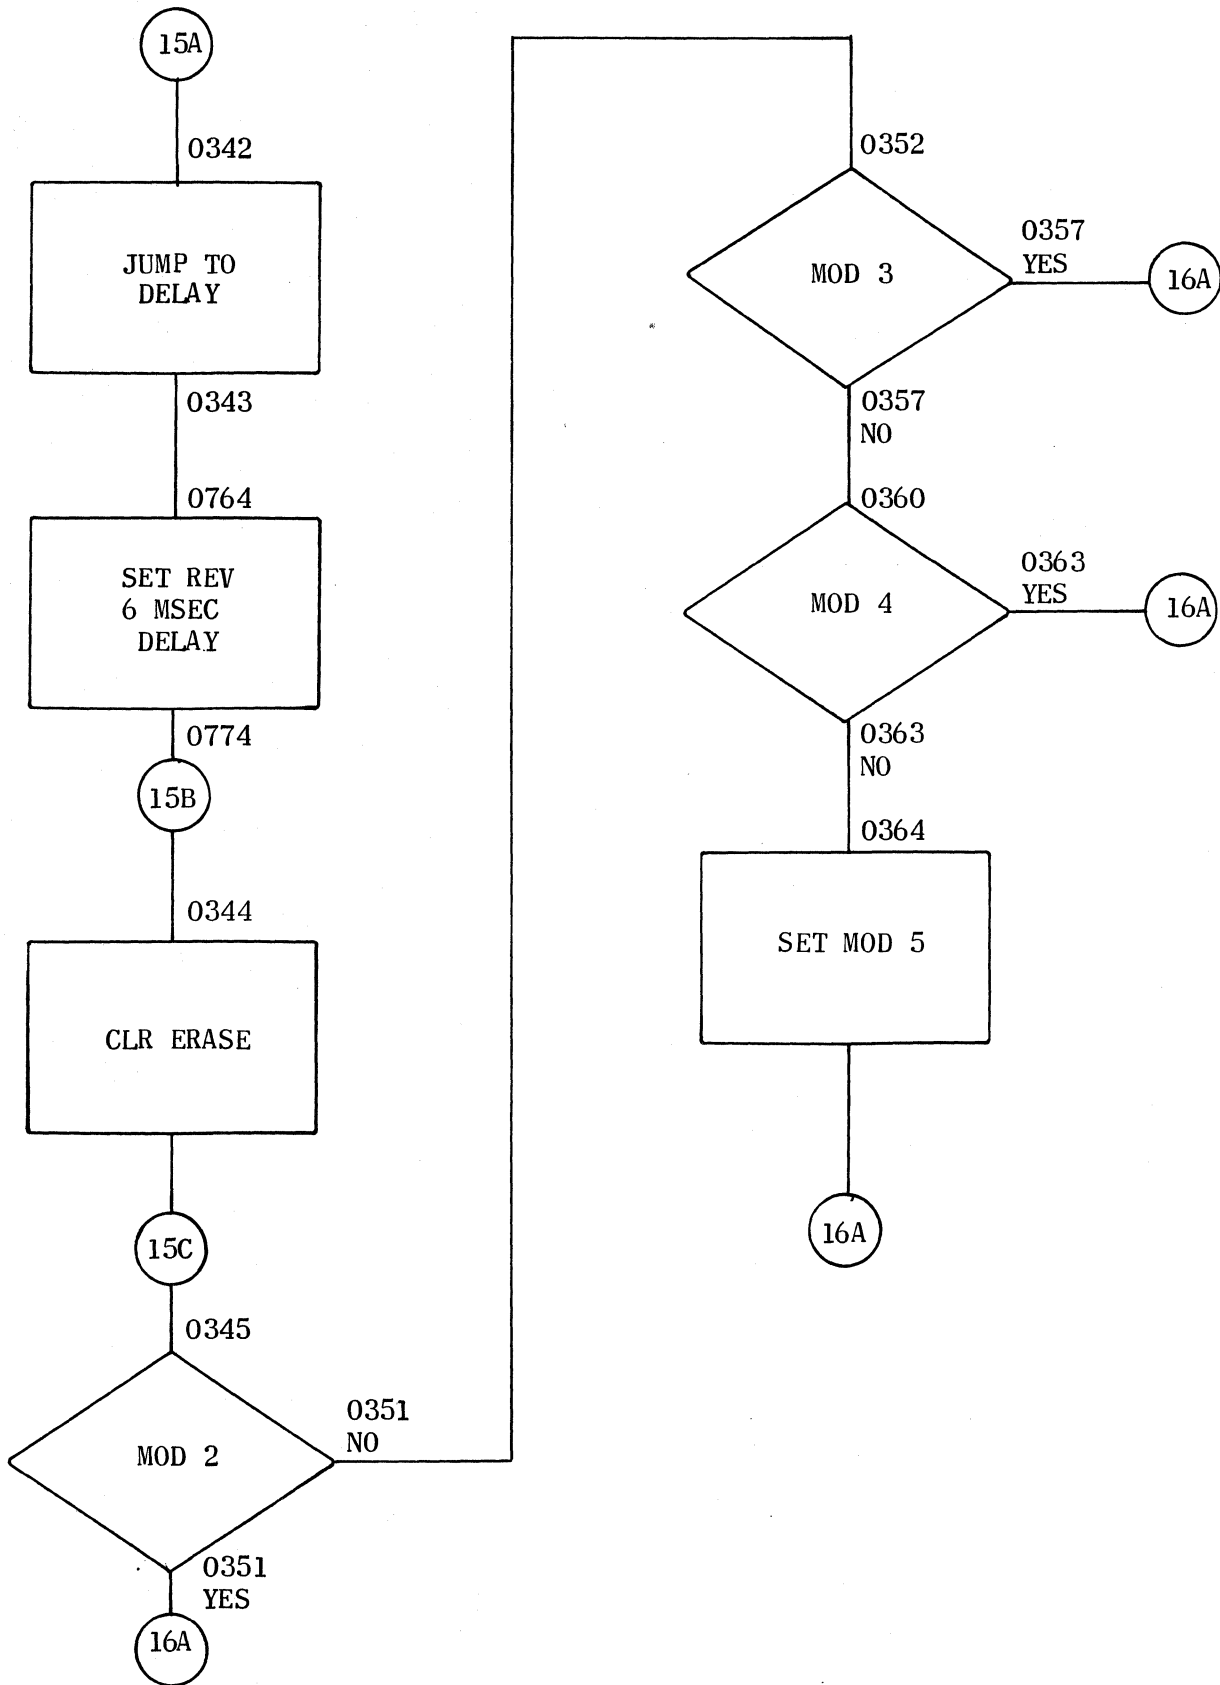 15A
0342
JUMP TO
DELAY
0343
0764
SET REV
6 MSEC
DELAY
0774
15B
0344
CLR ERASE
15C
0345
MOD 2
0351
NO
0351
YES
16A
0352
MOD 3
0357
YES
16A
0357
NO
0360
MOD 4
0363
YES
16A
0363
NO
0364
SET MOD 5
16A